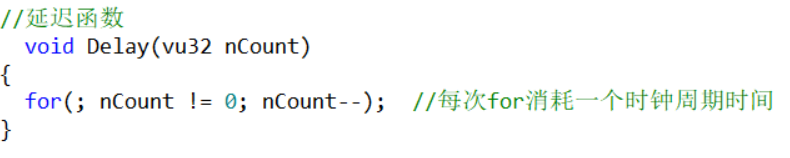 //延迟函数
void Delay(vu32 nCount)
{
for(; nCount != 0; nCount--); //每次for消耗一个时钟周期时间
}